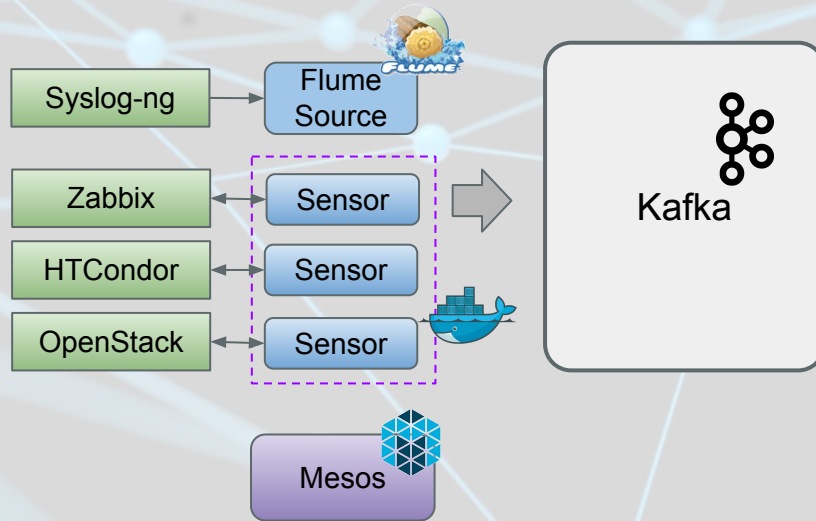 FLUME
Syslog-ng
Flume
Source
Zabbix
Sensor
HTCondor
Sensor
OpenStack
Sensor
Kafka
Mesos